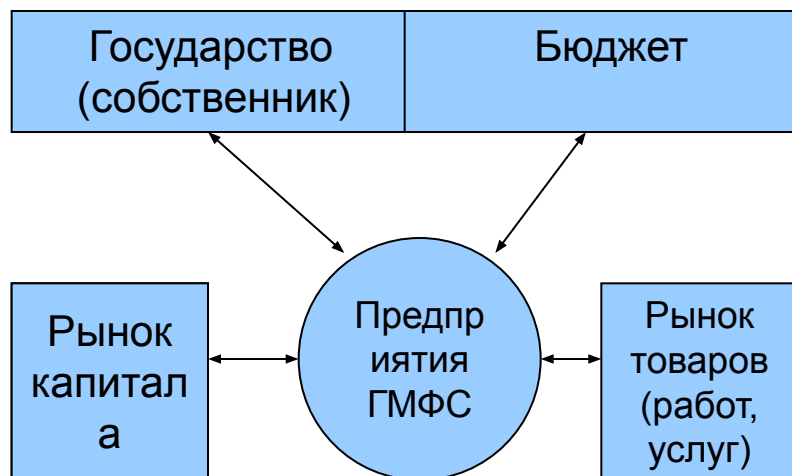 Государство
(собственник)
Бюджет
Рынок
капитал
а
Предпр
иятия
ГМФС
Рынок
товаров
(работ,
услуг)